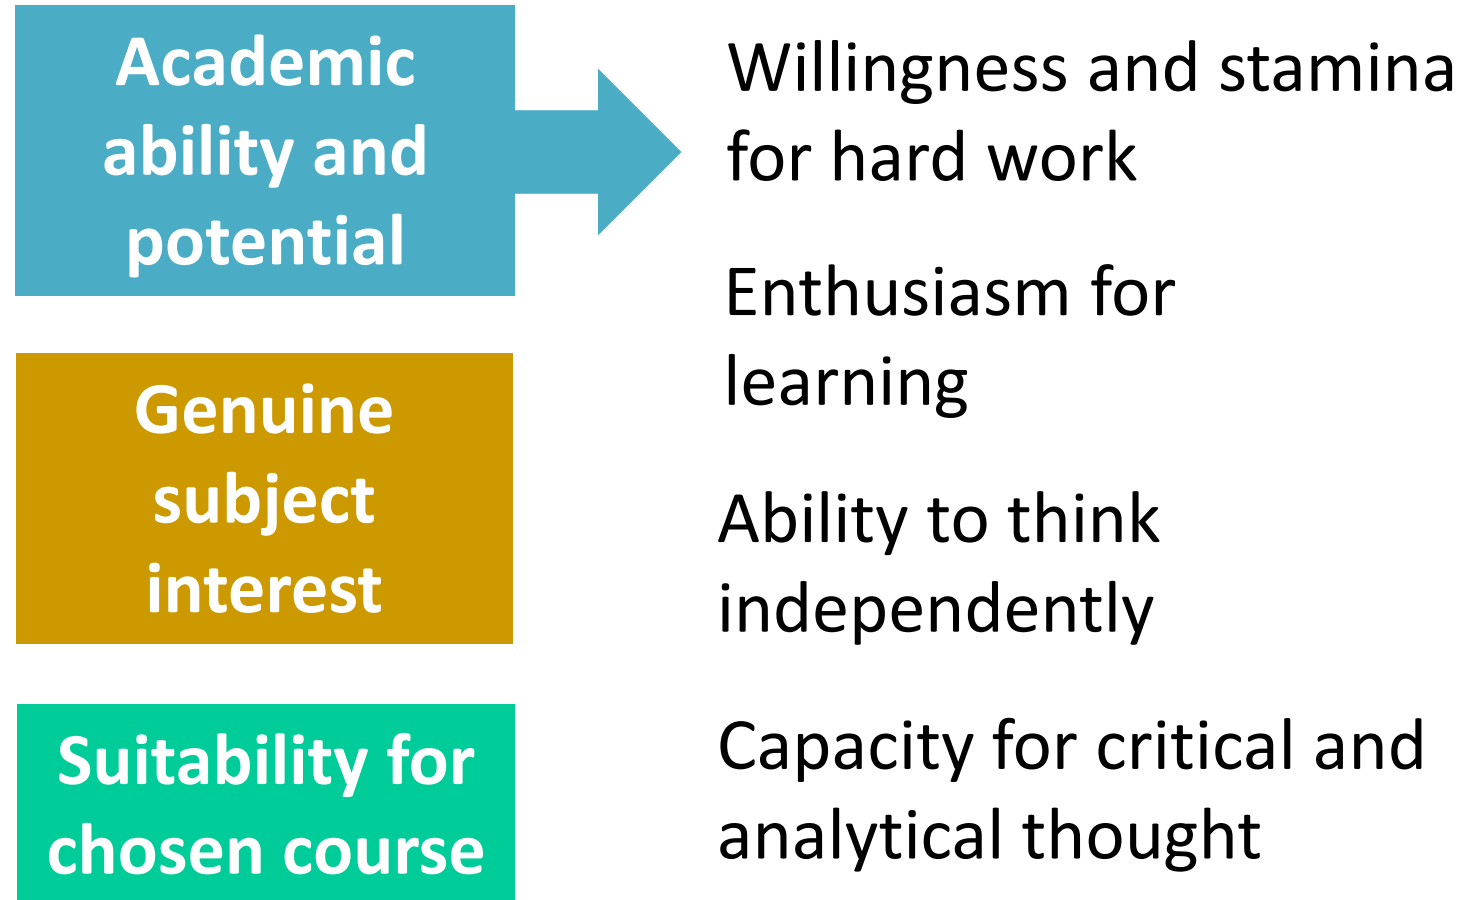 Academic
ability and
potential
Willingness and stamina
for hard work
Enthusiasm for
learning
Genuine
subject
interest
Ability to think
independently
Suitability for
chosen course
Capacity for critical and
analytical thought